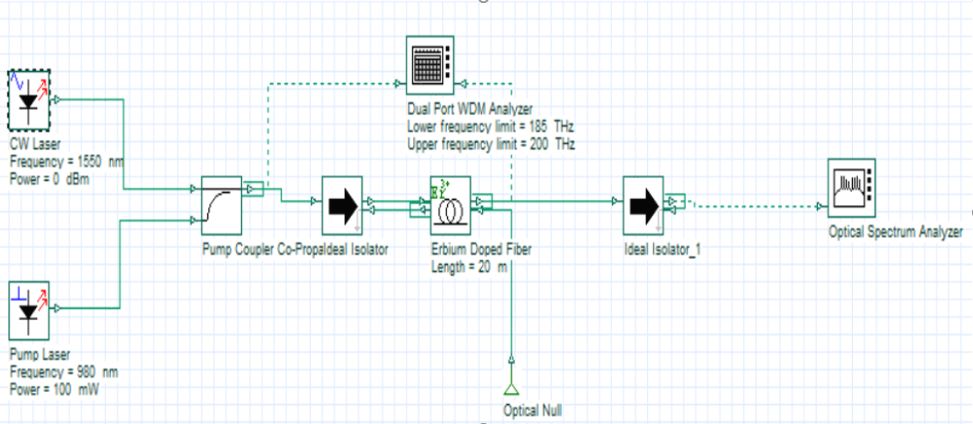 Dual Port WDM Analyzer
Lower frequency limit = 185 THz
Upper frequency limit = 200 THz
CW Laser
Frequency = 1550 nm
Power = 0 dBm
Optical Spectrum Analyzer
Pump Coupler Co-PropaIdeal Isolator
Erbium Doped Fiber
Length = 20 m
Ideal Isolator_1
Pump Laser
Frequency = 980 nm
Power = 100 mW
Optical Null